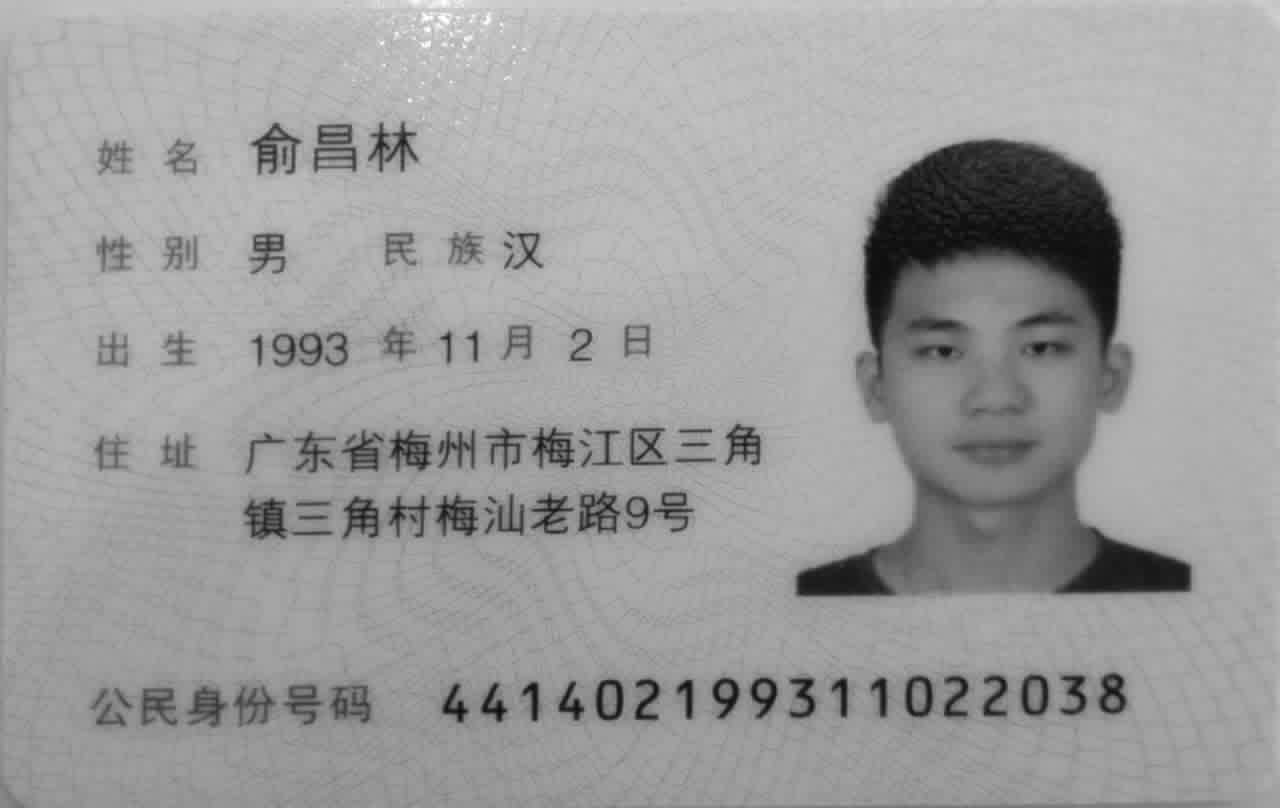 姓名 俞昌林
性别 男 民族 汉
出生 1993 年 11 月 2 日
住址 广东省梅州市梅江区三角
镇三角村梅汕老路9号
公民身份号码 441402199311022038